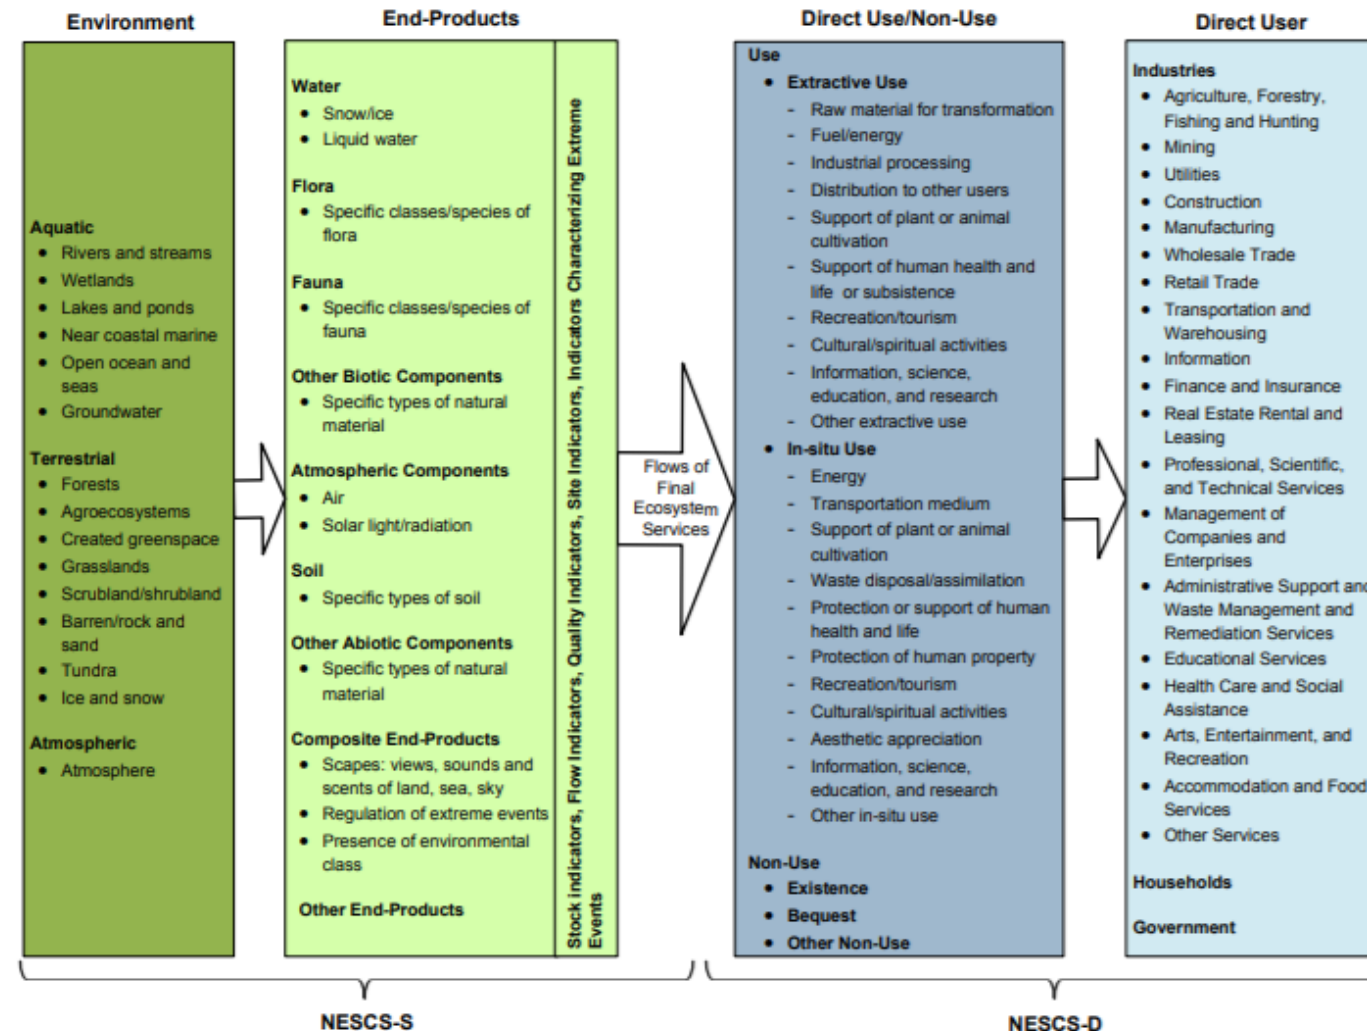 Environment
Aquatic
• Rivers and streams
• Wetlands
• Lakes and ponds
• Near coastal marine
• Open ocean and
seas
• Groundwater
Terrestrial
• Forests
• Agroecosystems
• Created greenspace
• Grasslands
• Scrubland/shrubland
• Barren/rock and
sand
• Tundra
• Ice and snow
Atmospheric
• Atmosphere
End-Products
Water
• Snow/ice
• Liquid water
Flora
• Specific classes/species of
flora
Fauna
• Specific classes/species of
fauna
Other Biotic Components
• Specific types of natural
material
Atmospheric Components
• Air
• Solar light/radiation
Soil
• Specific types of soil
Other Abiotic Components
• Specific types of natural
material
Composite End-Products
• Scapes: views, sounds and
scents of land, sea, sky
• Regulation of extreme events
• Presence of environmental
class
Other End-Products
Stock indicators, Flow Indicators, Quality Indicators, Site Indicators, Indicators Characterizing Extreme
Events
Flows of
Final
Ecosystem
Services
Direct Use/Non-Use
Use
• Extractive Use
- Raw material for transformation
- Fuel/energy
- Industrial processing
- Distribution to other users
- Support of plant or animal
cultivation
- Support of human health and
life or subsistence
- Recreation/tourism
- Cultural/spiritual activities
- Information, science,
education, and research
- Other extractive use
• In-situ Use
- Energy
- Transportation medium
- Support of plant or animal
cultivation
- Waste disposal/assimilation
- Protection or support of human
health and life
- Protection of human property
- Recreation/tourism
- Cultural/spiritual activities
- Aesthetic appreciation
- Information, science,
education, and research
- Other in-situ use
Non-Use
• Existence
• Bequest
• Other Non-Use
Direct User
Industries
• Agriculture, Forestry,
Fishing and Hunting
• Mining
• Utilities
• Construction
• Manufacturing
• Wholesale Trade
• Retail Trade
• Transportation and
Warehousing
• Information
• Finance and Insurance
• Real Estate Rental and
Leasing
• Professional, Scientific,
and Technical Services
• Management of
Companies and
Enterprises
• Administrative Support and
Waste Management and
Remediation Services
• Educational Services
• Health Care and Social
Assistance
• Arts, Entertainment, and
Recreation
• Accommodation and Food
Services
• Other Services
Households
Government
NESCS-S
NESCS-D